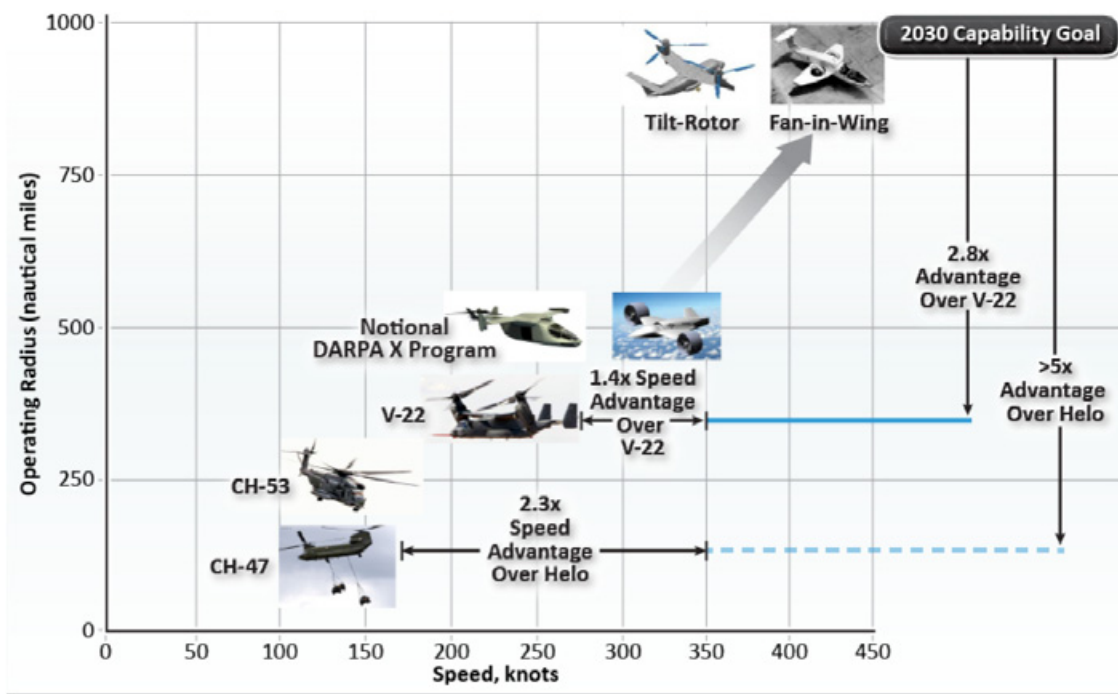 1000
2030 Capability Goal
Tilt-Rotor
Fan-in-Wing
750
Operating Radius (nautical miles)
2.8x
Advantage
Over V-22
500
Notional
DARPA X Program
>5x
Advantage
Over Helo
1.4x Speed
Advantage
Over
V-22
V-22
CH-53
250
2.3x
Speed
Advantage
Over Helo
CH-47
0
0
50
100
150
200
250
300
350
400
450
Speed, knots